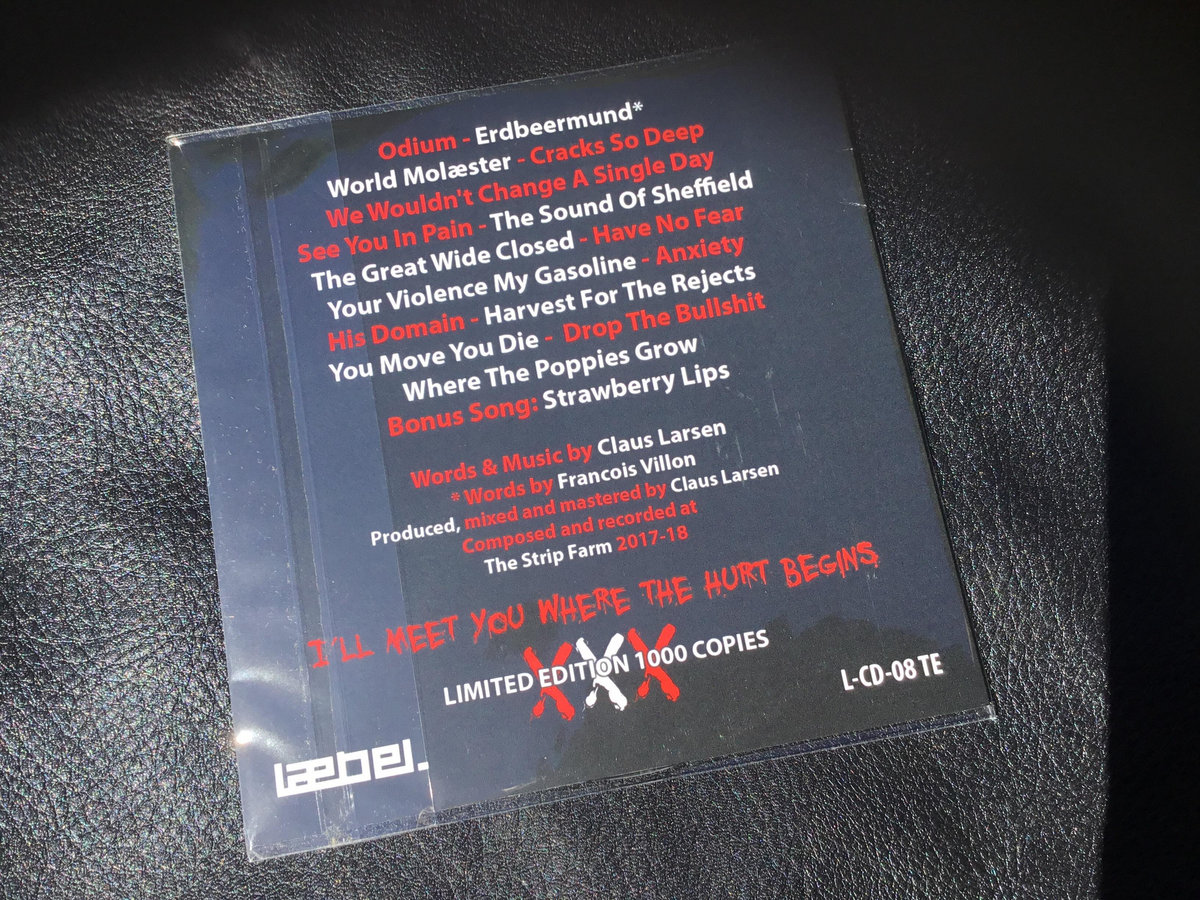 Odium - Erdbeermund*
World Molæster - Cracks So Deep
We Wouldn't Change A Single Day
See You In Pain - The Sound Of Sheffield
The Great Wide Closed - Have No Fear
Your Violence My Gasoline - Anxiety
His Domain - Harvest For The Rejects
You Move You Die - Drop The Bullshit
Where The Poppies Grow
Bonus Song: Strawberry Lips
Words & Music by Claus Larsen
* Words by Francois Villon
Produced, mixed and mastered by Claus Larsen
Composed and recorded at
The Strip Farm 2017-18
I'LL MEET YOU WHERE THE HURT BEGINS
XXX
LIMITED EDITION 1000 COPIES
L-CD-08 TE
læbel.